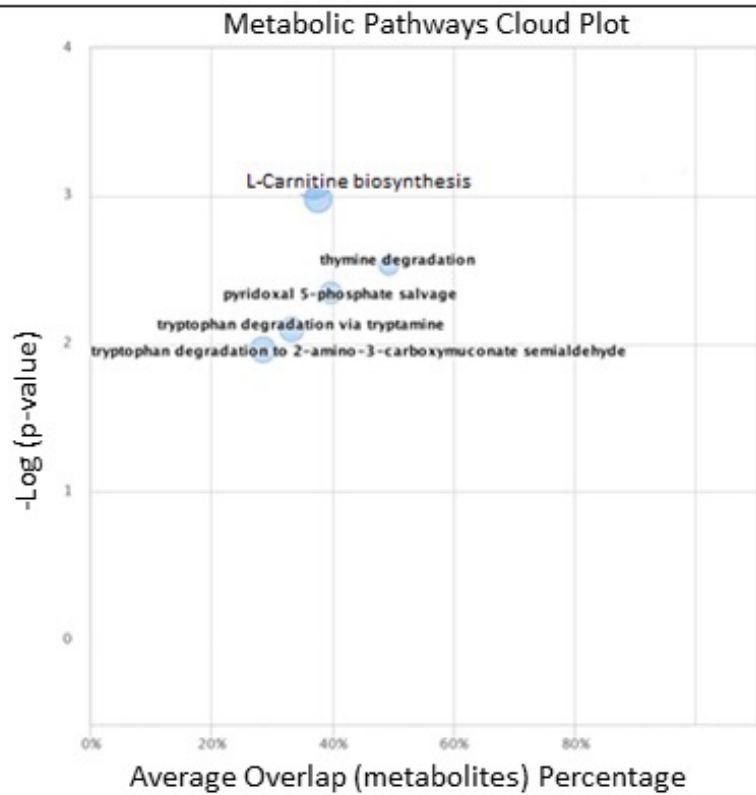 Metabolic Pathways Cloud Plot
4
L-Carnitine biosynthesis
3
thymine degradation
pyridoxal 5-phosphate salvage
tryptophan degradation via tryptamine
2
tryptophan degradation to 2-amino-3-carboxymuconate semialdehyde
-Log (p-value)
1
0
0% 20% 40% 60% 80%
Average Overlap (metabolites) Percentage